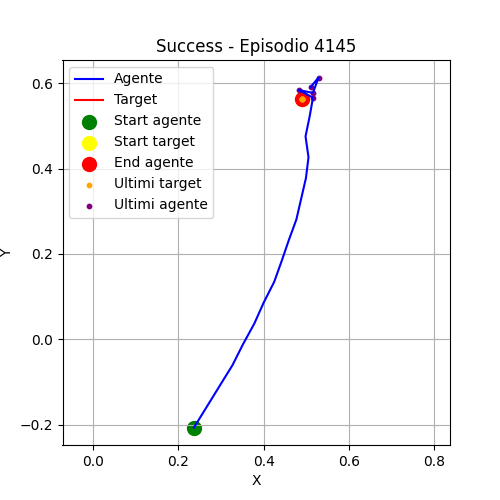 Success - Episodio 4145
Agente
Target
Start agente
Start target
End agente
Ultimi target
Ultimi agente
Y
0.6
0.4
0.2
0.0
−0.2
0.0 0.2 0.4 0.6 0.8
X